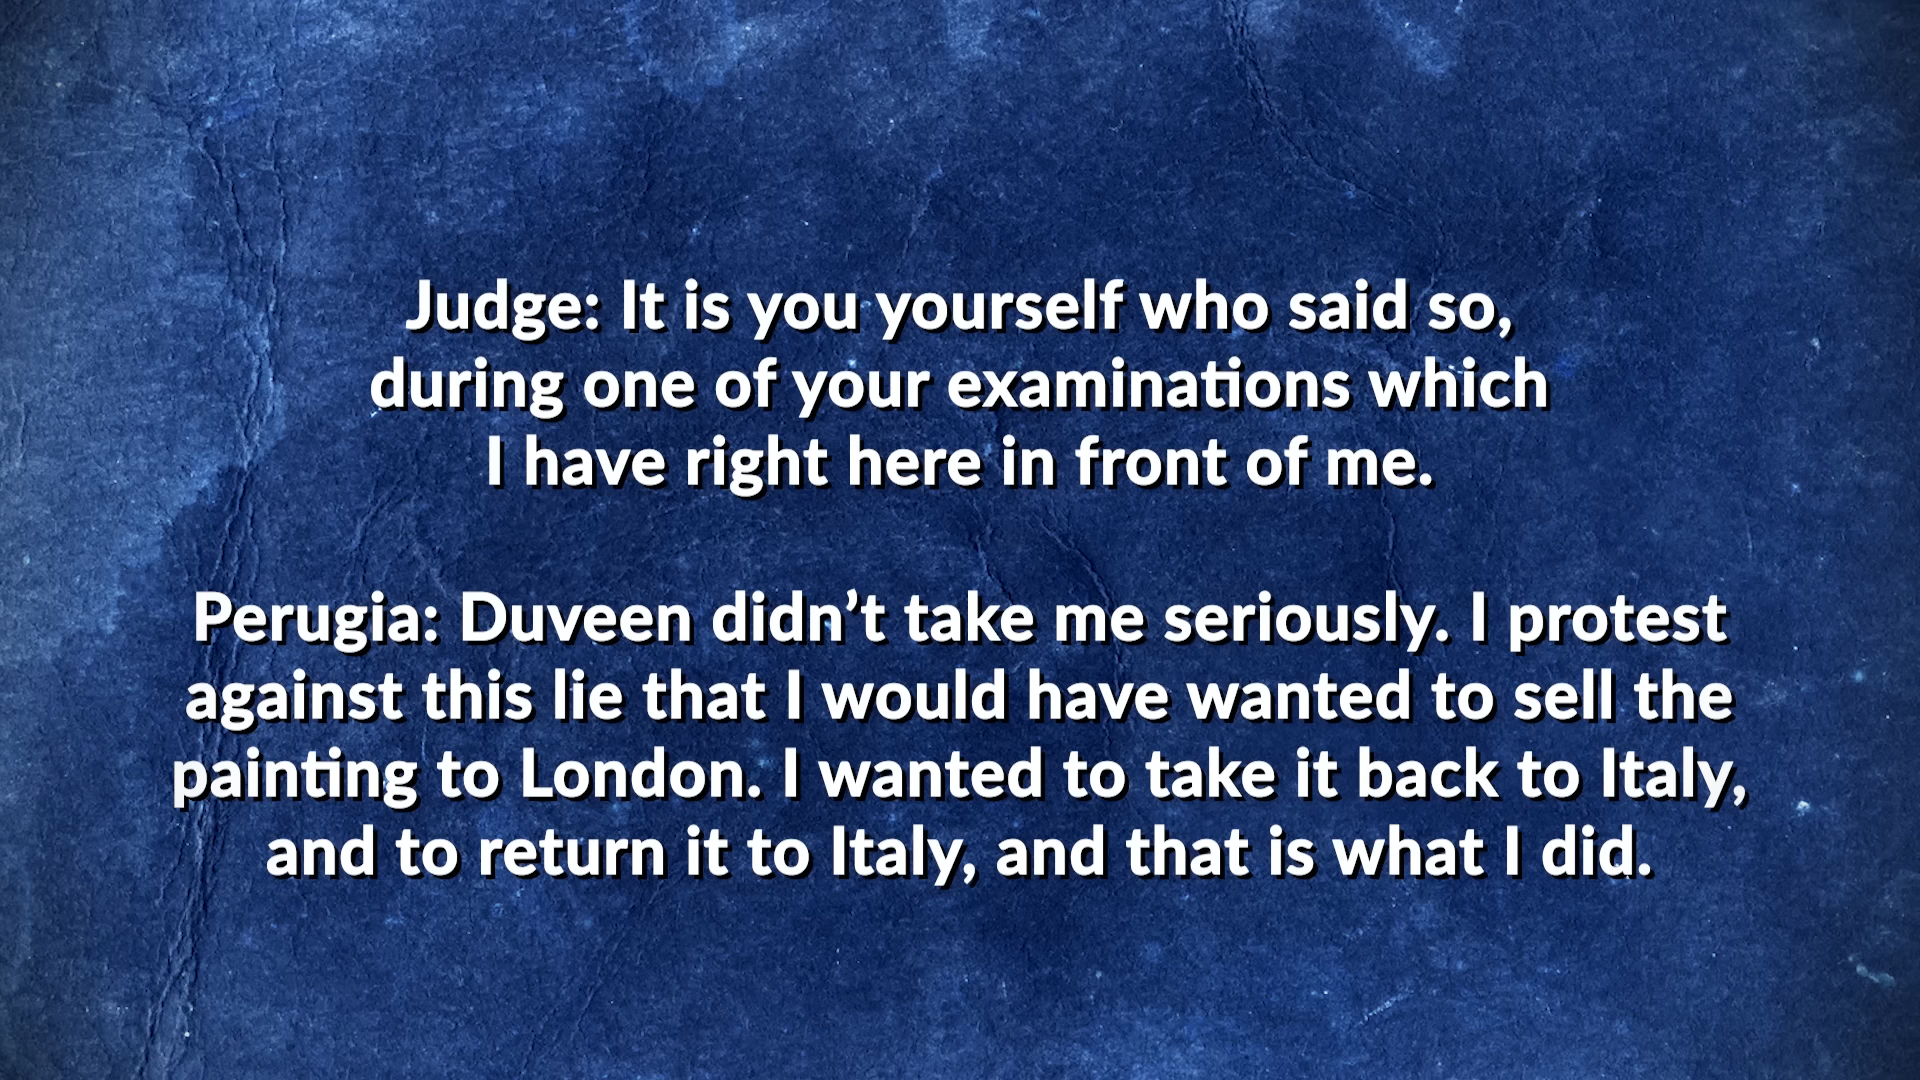 Judge: It is you yourself who said so,
during one of your examinations which
I have right here in front of me.
Perugia: Duveen didn’t take me seriously. I protest
against this lie that I would have wanted to sell the
painting to London. I wanted to take it back to Italy,
and to return it to Italy, and that is what I did.